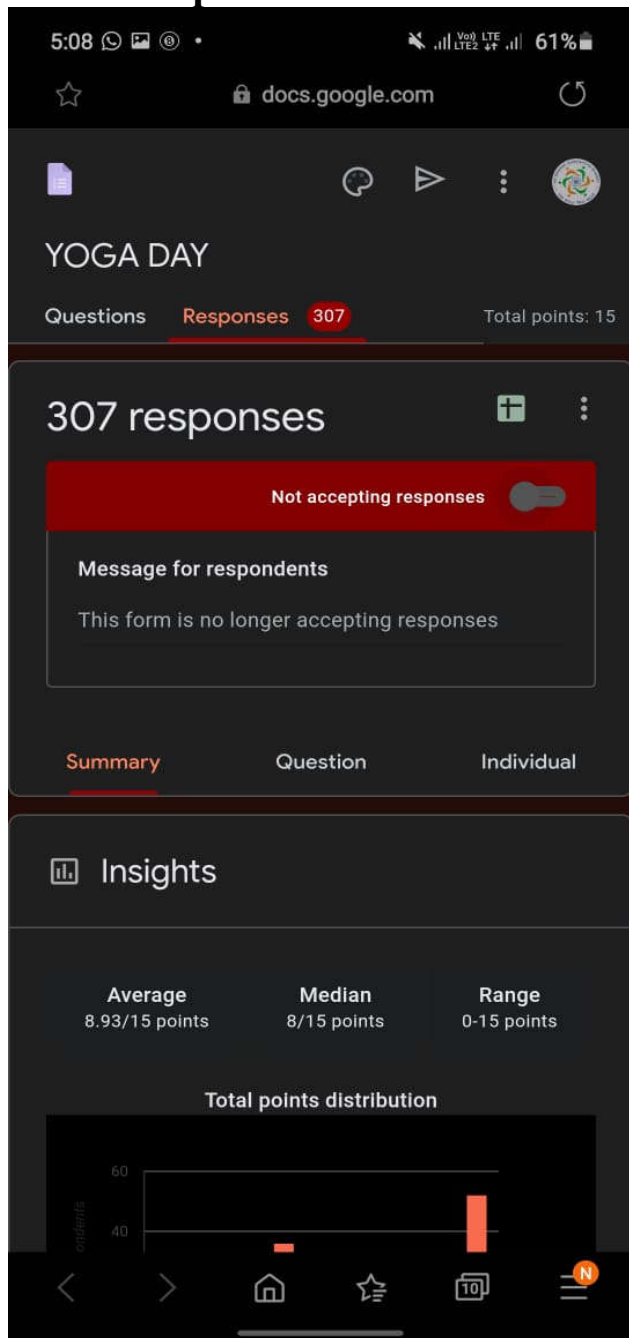 5:08 61%
docs.google.com
YOGA DAY
Questions Responses 307 Total points: 15
307 responses
Not accepting responses
Message for respondents
This form is no longer accepting responses
Summary Question Individual
Insights
Average Median Range
8.93/15 points 8/15 points 0-15 points
Total points distribution
60
40
10 N